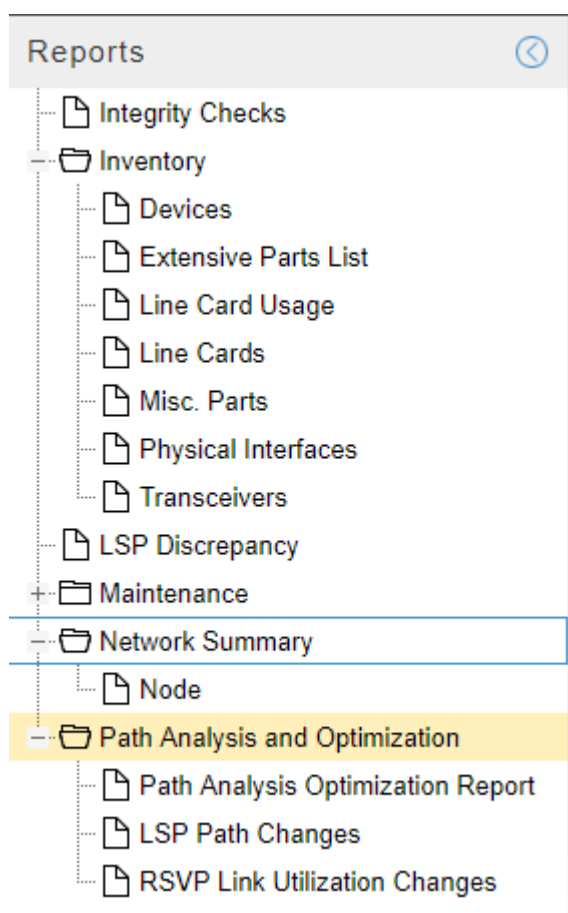 Reports
Integrity Checks
Inventory
Devices
Extensive Parts List
Line Card Usage
Line Cards
Misc. Parts
Physical Interfaces
Transceivers
LSP Discrepancy
Maintenance
Network Summary
Node
Path Analysis and Optimization
Path Analysis Optimization Report
LSP Path Changes
RSVP Link Utilization Changes